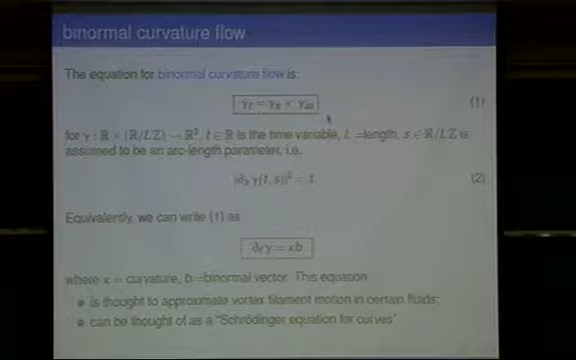 binormal curvature flow
The equation for binormal curvature flow is:
γₜ = γₛ × γₛₛ (1)
for γ : ℝ × (ℝ/Lℤ) → ℝ³, t ∈ ℝ is the time variable, L =length, s ∈ ℝ/Lℤ is
assumed to be an arc-length parameter, i.e.
|∂ₛγ(t, s)|² = 1. (2)
Equivalently, we can write (1) as
∂ₜγ = κb
where κ = curvature, b =binormal vector. This equation
is thought to approximate vortex filament motion in certain fluids;
can be thought of as a "Schrödinger equation for curves"